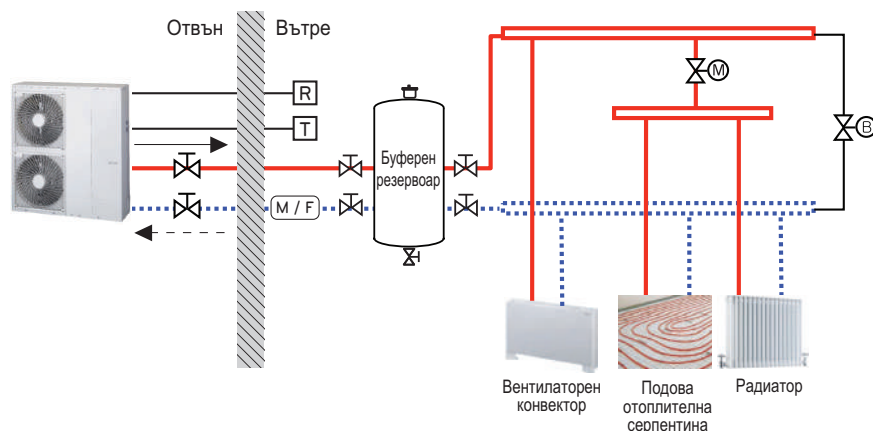 Отвън
Вътре
R
T
M / F
Буферен
резервоар
M
B
Вентилаторен
конвектор
Подова
отоплителна
серпентина
Радиатор